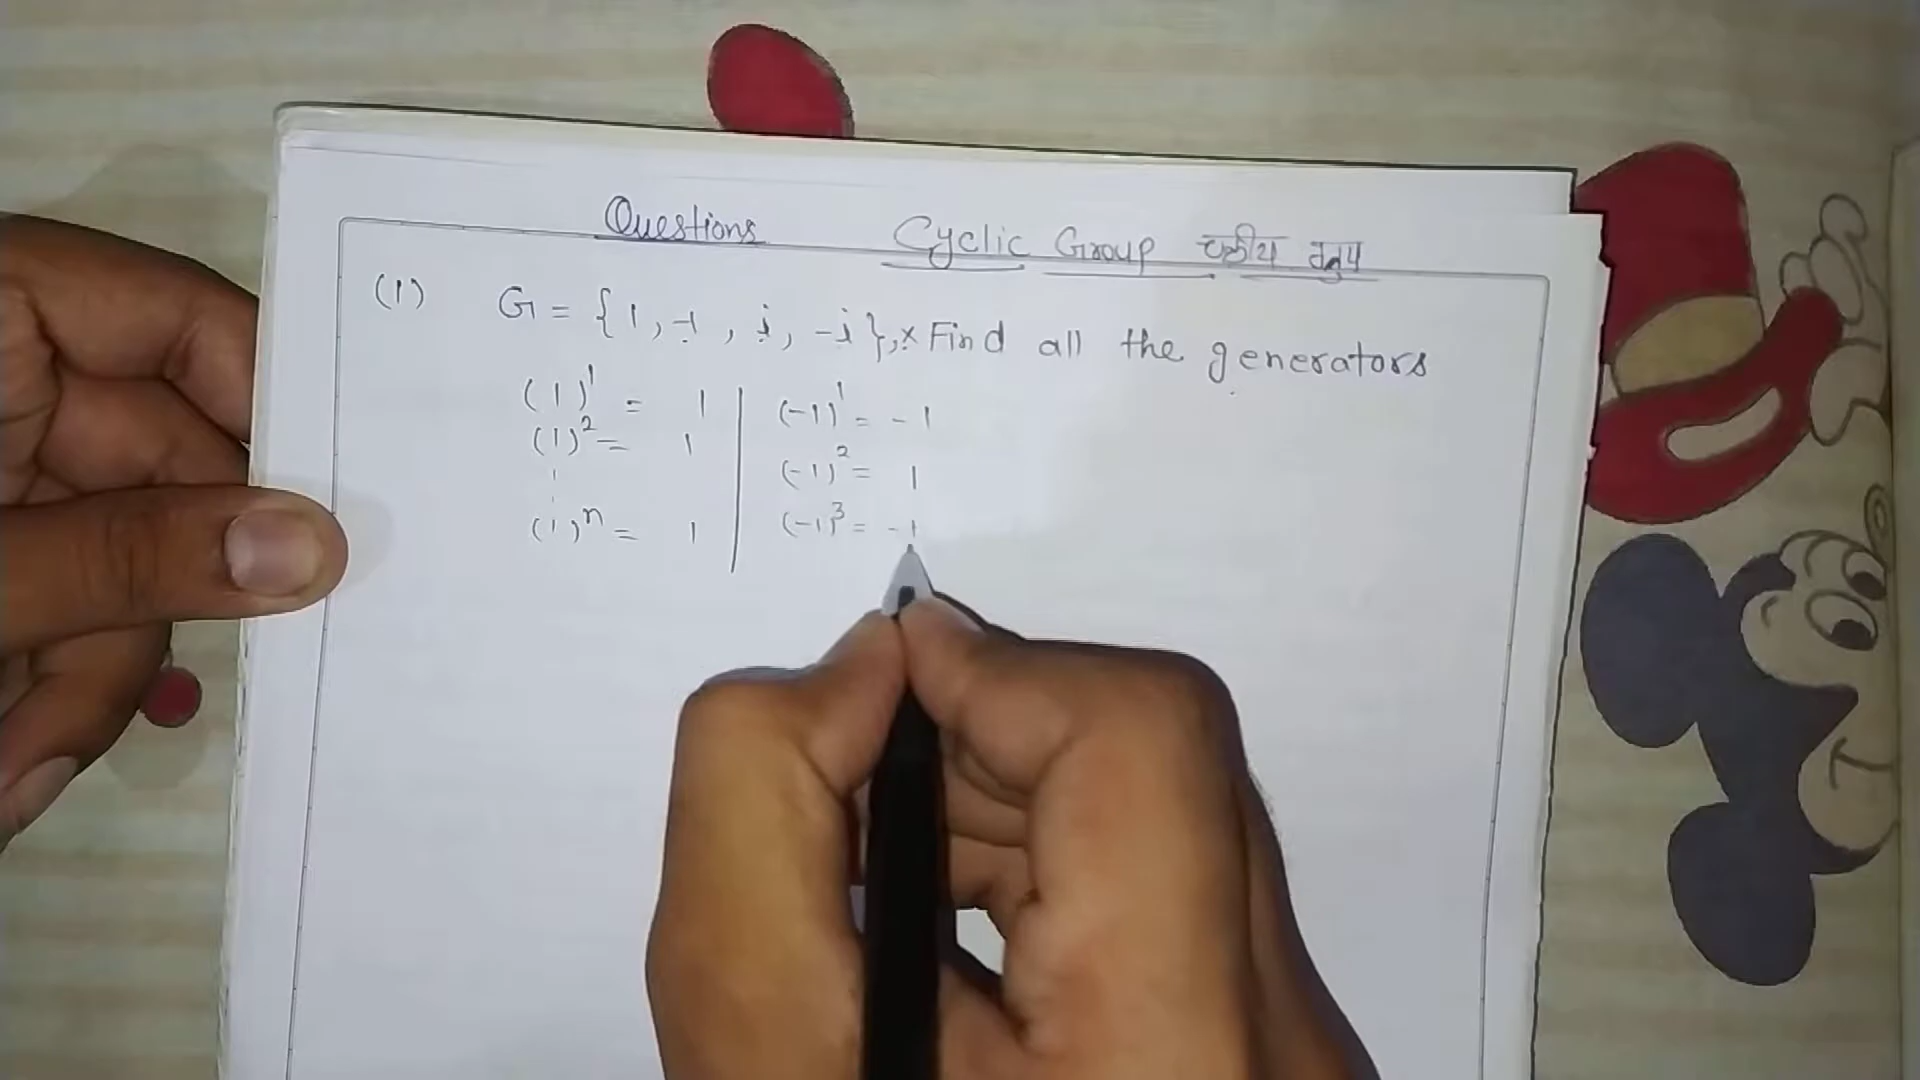 Questions Cyclic Group चक्रीय समूह
(1) G = {1, -1, i, -i}, × Find all the generators
(1)¹ = 1 | (-1)¹ = -1
(1)² = 1 | (-1)² = 1
(1)ⁿ = 1 | (-1)³ = -1